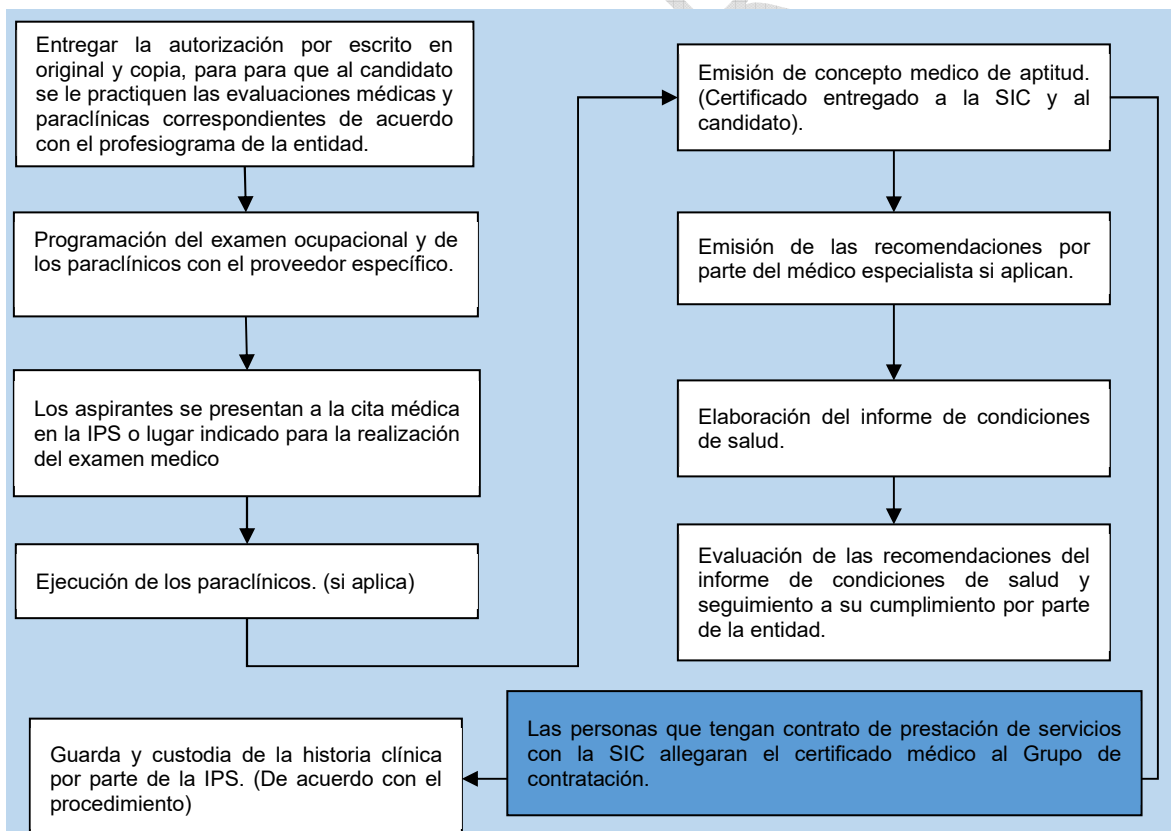 Entregar la autorización por escrito en
original y copia, para para que al candidato
se le practiquen las evaluaciones médicas y
paraclínicas correspondientes de acuerdo
con el profesiograma de la entidad.
Programación del examen ocupacional y de
los paraclínicos con el proveedor específico.
Los aspirantes se presentan a la cita médica
en la IPS o lugar indicado para la realización
del examen medico
Ejecución de los paraclínicos. (si aplica)
Emisión de concepto medico de aptitud.
(Certificado entregado a la SIC y al
candidato).
Emisión de las recomendaciones por
parte del médico especialista si aplican.
Elaboración del informe de condiciones
de salud.
Evaluación de las recomendaciones del
informe de condiciones de salud y
seguimiento a su cumplimiento por parte
de la entidad.
Las personas que tengan contrato de prestación de servicios
con la SIC allegaran el certificado médico al Grupo de
contratación.
Guarda y custodia de la historia clínica
por parte de la IPS. (De acuerdo con el
procedimiento)